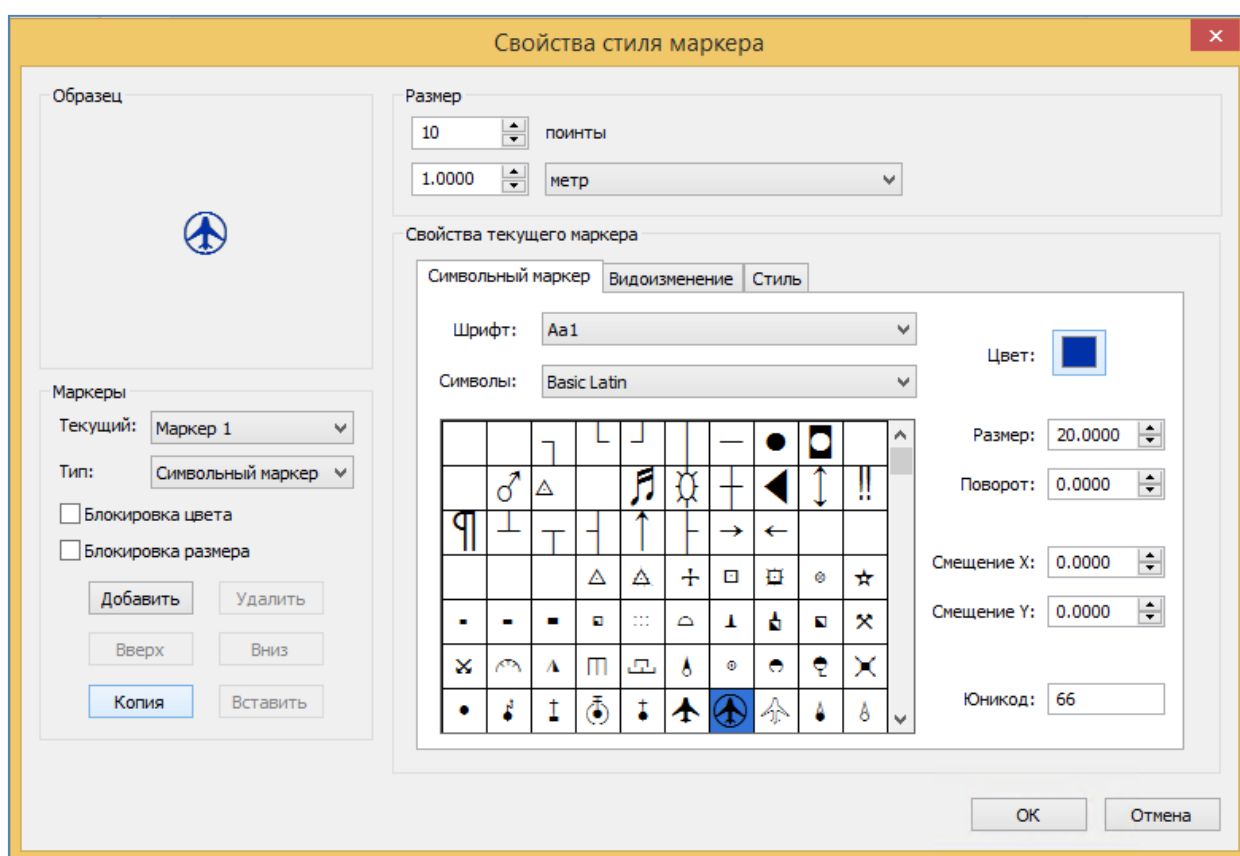 Свойства стиля маркера
Образец
Размер
10 поинты
1.0000 метр
Свойства текущего маркера
Символьный маркер Видоизменение Стиль
Шрифт: Aa1
Символы: Basic Latin
Цвет:
Размер: 20.0000
Поворот: 0.0000
Смещение X: 0.0000
Смещение Y: 0.0000
Юникод: 66
Маркеры
Текущий: Маркер 1
Тип: Символьный маркер
Блокировка цвета
Блокировка размера
Добавить Удалить
Вверх Вниз
Копия Вставить
OK Отмена